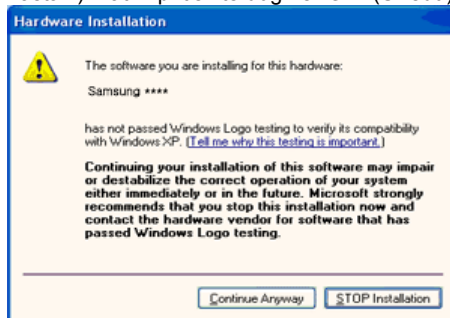 Hardware Installation
The software you are installing for this hardware:
Samsung ****
has not passed Windows Logo testing to verify its compatibility
with Windows XP. (Tell me why this testing is important.)
Continuing your installation of this software may impair
or destabilize the correct operation of your system
either immediately or in the future. Microsoft strongly
recommends that you stop this installation now and
contact the hardware vendor for software that has
passed Windows Logo testing.
Continue Anyway
STOP Installation